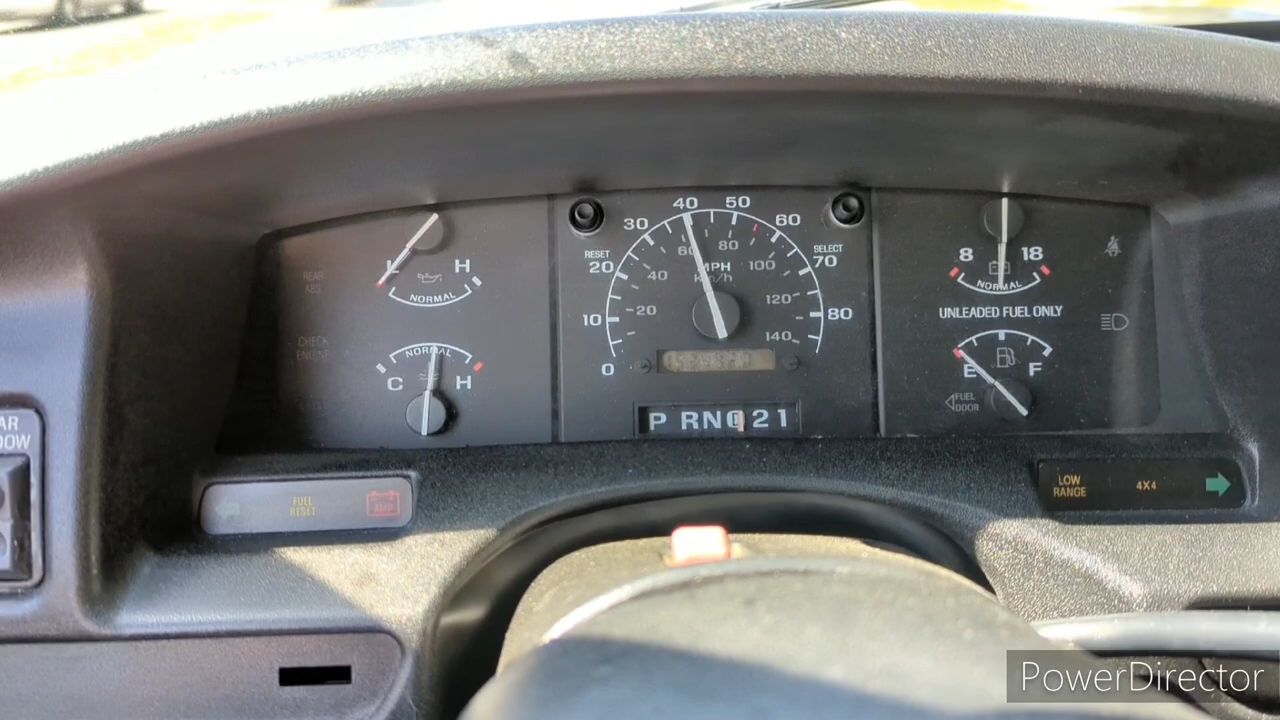 REAR
ABS
L H
NORMAL
CHECK
ENGINE
NORMAL
C H
RESET
SELECT
0 10 20 30 40 50 60 70 80
20 40 60 80 100 120 140
MPH
km/h
P RN D 21
8 18
NORMAL
UNLEADED FUEL ONLY
E F
FUEL
DOOR
FUEL
RESET
AMP
LOW
RANGE
4X4
PowerDirector